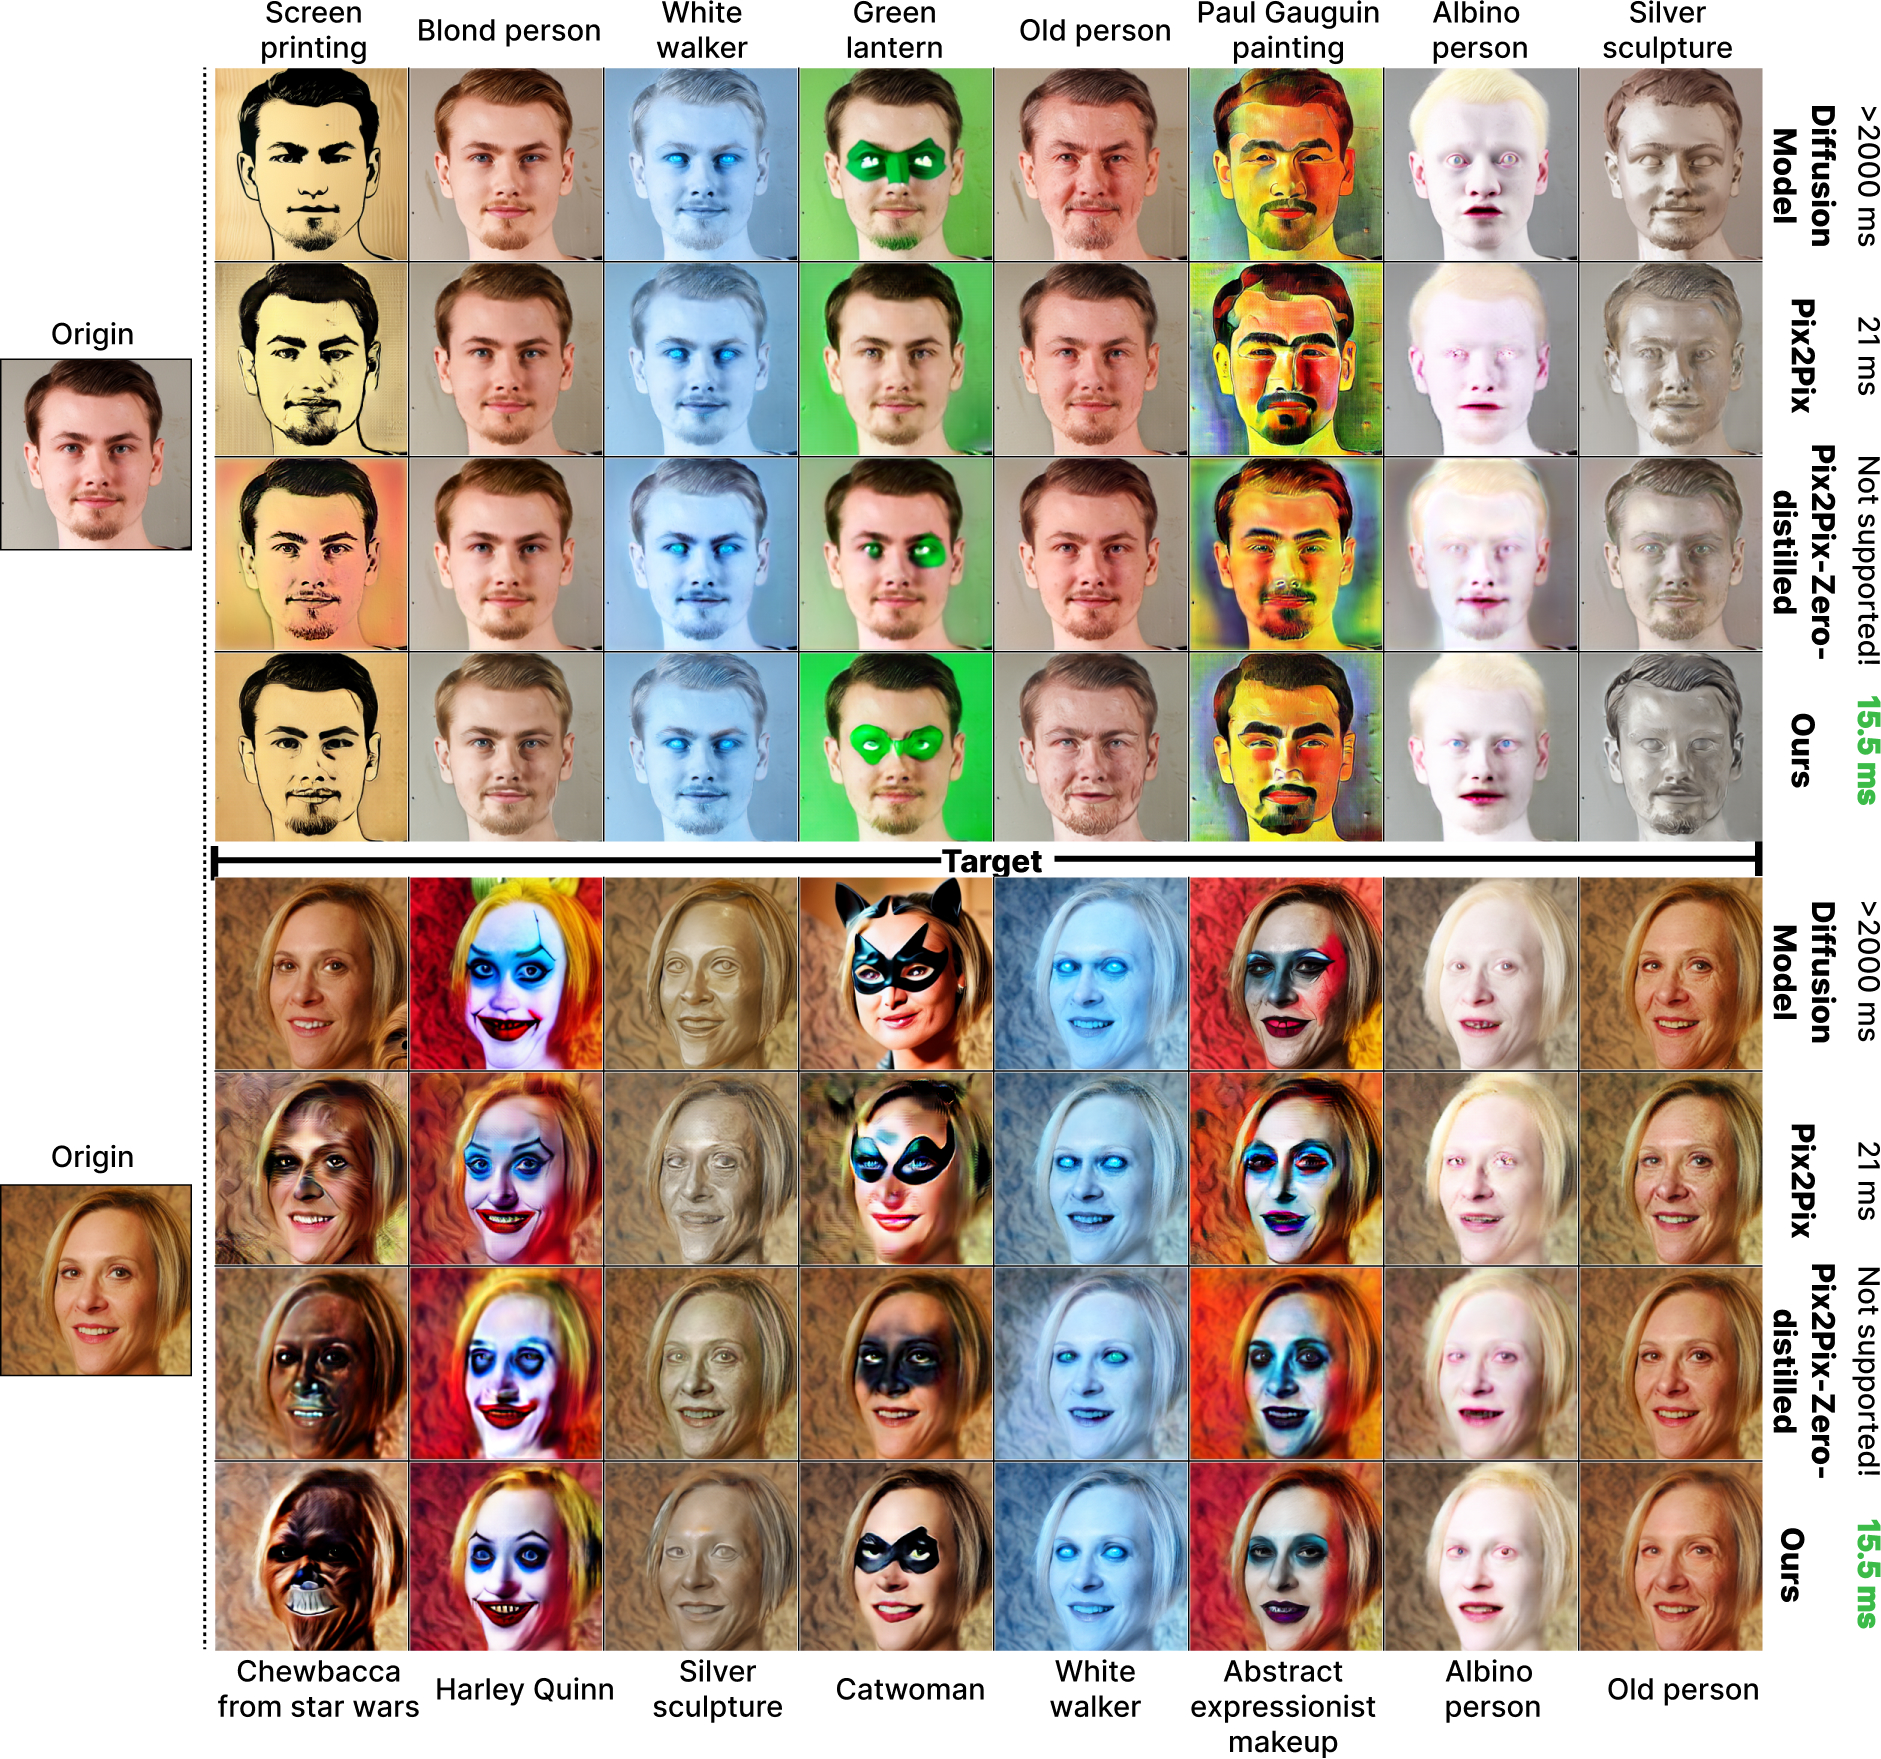 Screen
printing
Blond person
White
walker
Green
lantern
Old person
Paul Gauguin
painting
Albino
person
Silver
sculpture
Origin
>2000 ms
Diffusion
Model
21 ms
Pix2Pix
Not supported!
Pix2Pix-Zero-
distilled
15.5 ms
Ours
Target
Origin
>2000 ms
Diffusion
Model
21 ms
Pix2Pix
Not supported!
Pix2Pix-Zero-
distilled
15.5 ms
Ours
Chewbacca
from star wars
Harley Quinn
Silver
sculpture
Catwoman
White
walker
Abstract
expressionist
makeup
Albino
person
Old person